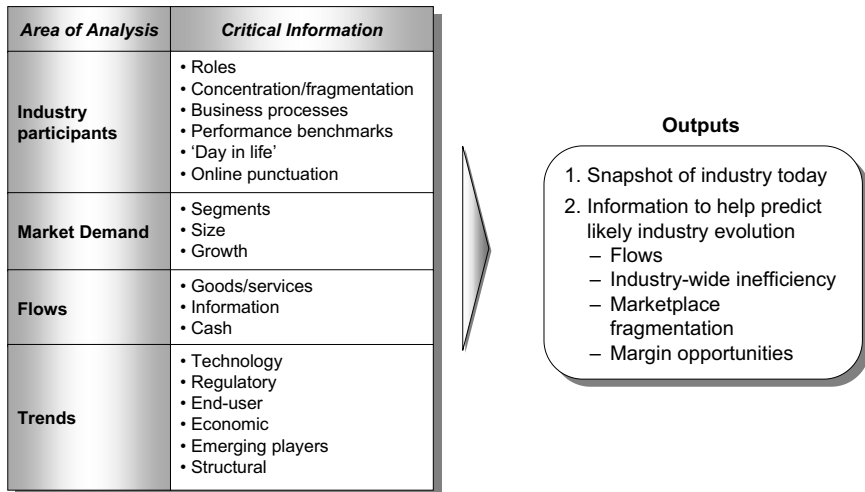 Area of Analysis
Critical Information
Industry
participants
• Roles
• Concentration/fragmentation
• Business processes
• Performance benchmarks
• ‘Day in life’
• Online punctuation
Market Demand
• Segments
• Size
• Growth
Flows
• Goods/services
• Information
• Cash
Trends
• Technology
• Regulatory
• End-user
• Economic
• Emerging players
• Structural
Outputs
1. Snapshot of industry today
2. Information to help predict
likely industry evolution
– Flows
– Industry-wide inefficiency
– Marketplace
fragmentation
– Margin opportunities